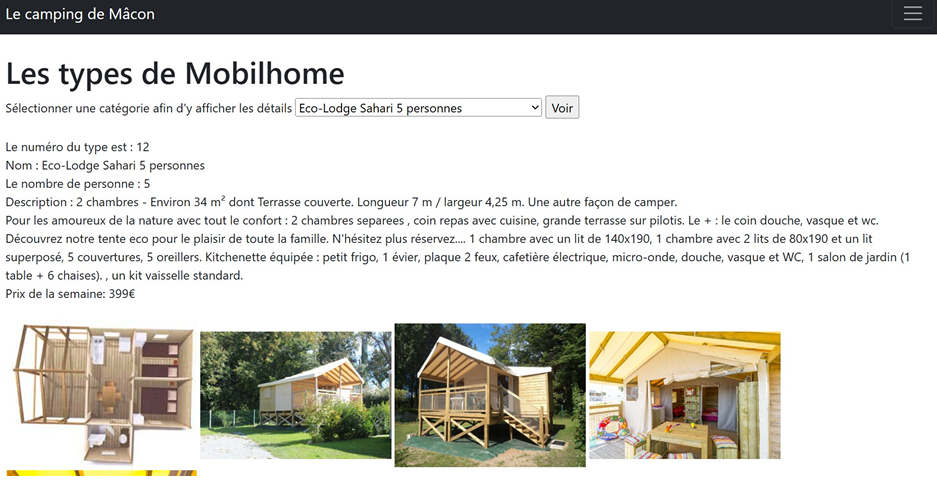 Le camping de Mâcon
Les types de Mobilhome
Sélectionner une catégorie afin d'y afficher les détails Eco-Lodge Sahari 5 personnes Voir
Le numéro du type est : 12
Nom : Eco-Lodge Sahari 5 personnes
Le nombre de personne : 5
Description : 2 chambres - Environ 34 m² dont Terrasse couverte. Longueur 7 m / largeur 4,25 m. Une autre façon de camper.
Pour les amoureux de la nature avec tout le confort : 2 chambres separees , coin repas avec cuisine, grande terrasse sur pilotis. Le + : le coin douche, vasque et wc.
Découvrez notre tente eco pour le plaisir de toute la famille. N'hésitez plus réservez.... 1 chambre avec un lit de 140x190, 1 chambre avec 2 lits de 80x190 et un lit
superposé, 5 couvertures, 5 oreillers. Kitchenette équipée : petit frigo, 1 évier, plaque 2 feux, cafetière électrique, micro-onde, douche, vasque et WC, 1 salon de jardin (1
table + 6 chaises). , un kit vaisselle standard.
Prix de la semaine: 399€